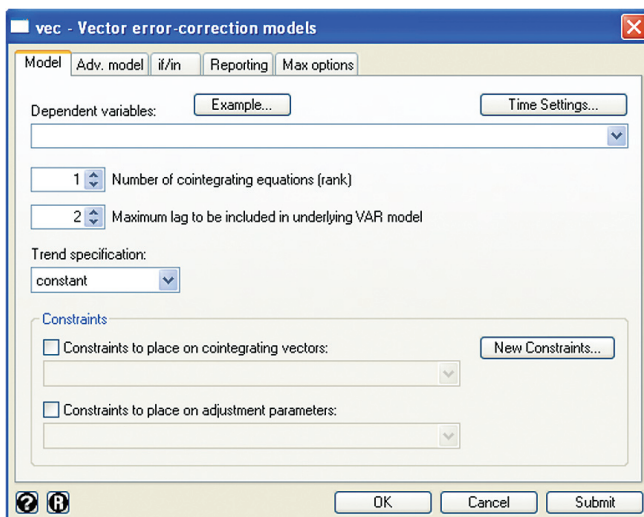 vec - Vector error-correction models
Model Adv. model if/in Reporting Max options
Dependent variables: Example... Time Settings...
1 Number of cointegrating equations (rank)
2 Maximum lag to be included in underlying VAR model
Trend specification:
constant
Constraints
Constraints to place on cointegrating vectors: New Constraints...
Constraints to place on adjustment parameters:
? R OK Cancel Submit